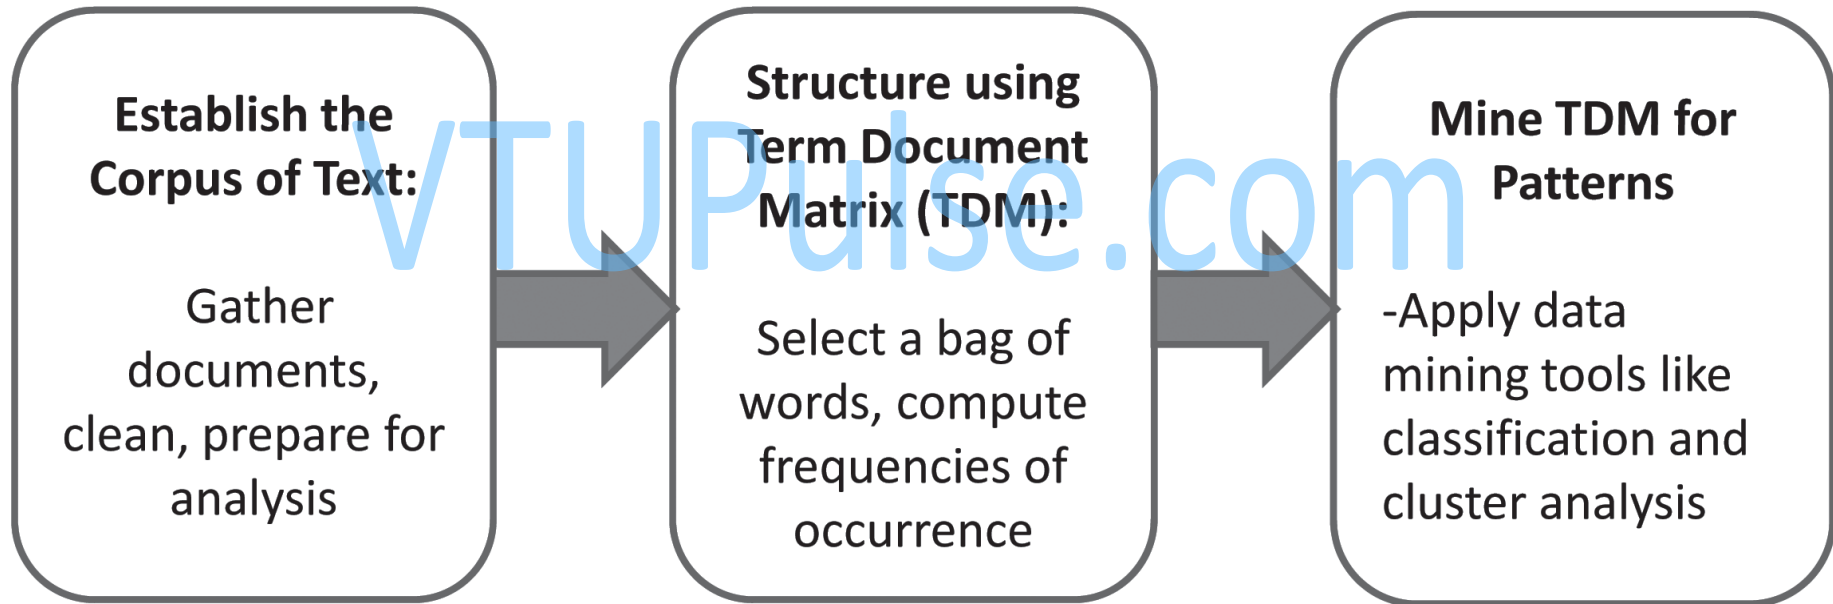 Establish the
Corpus of Text:
Gather
documents,
clean, prepare for
analysis
Structure using
Term Document
Matrix (TDM):
Select a bag of
words, compute
frequencies of
occurrence
Mine TDM for
Patterns
-Apply data
mining tools like
classification and
cluster analysis
VTUPulse.com